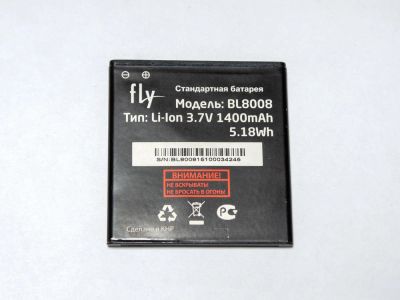 Стандартная батарея
fly
Модель: BL8008
Тип: Li-Ion 3.7V 1400mAh
5.18Wh
S/N: BL800815100034245
ВНИМАНИЕ!
НЕ ВСКРЫВАТЬ!
НЕ БРОСАТЬ В ОГОНЬ!
Сделано в КНР